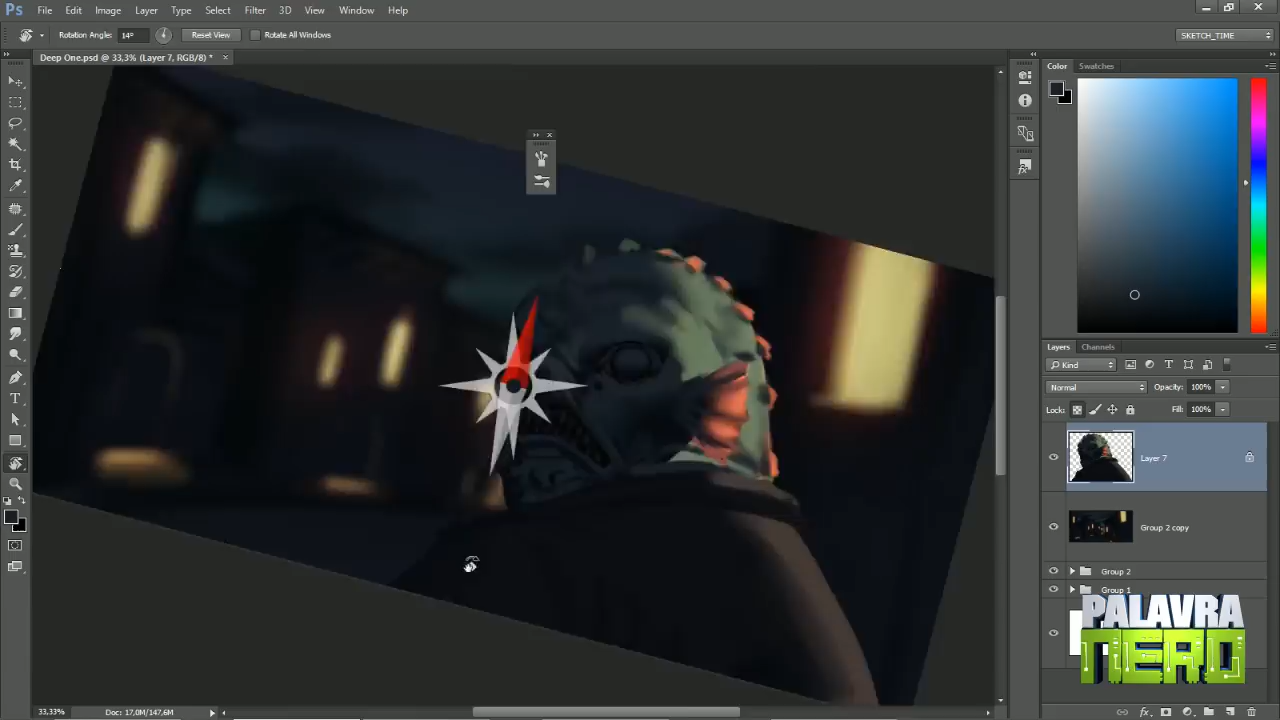 Ps File Edit Image Layer Type Select Filter 3D View Window Help
Rotation Angle: 14° Reset View Rotate All Windows SKETCH_TIME
Deep One.psd @ 33,3% (Layer 7, RGB/8) * ×
Color Swatches
Layers Channels
Kind
Normal Opacity: 100%
Lock: Fill: 100%
Layer 7
Group 2 copy
Group 2
Group 1
PALAVRA
NERD
33,33% Doc: 17,0M/147,6M